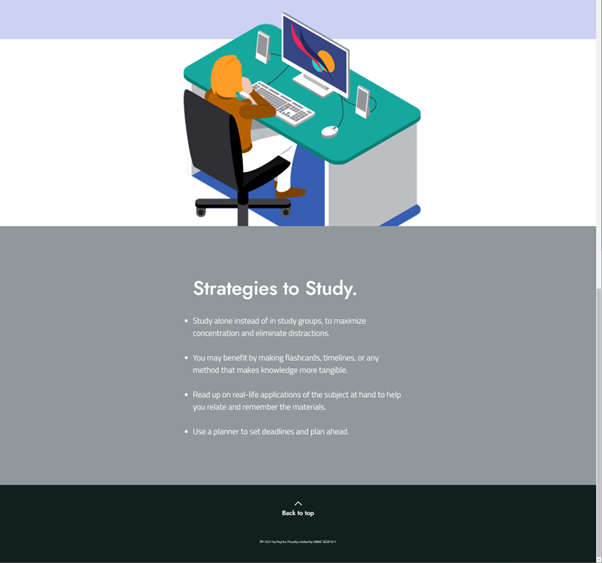 Strategies to Study.
Study alone instead of in study groups, to maximize
concentration and eliminate distractions.
You may benefit by making flashcards, timelines, or any
method that makes knowledge more tangible.
Read up on real-life applications of the subject at hand to help
you relate and remember the materials.
Use a planner to set deadlines and plan ahead.
Back to top